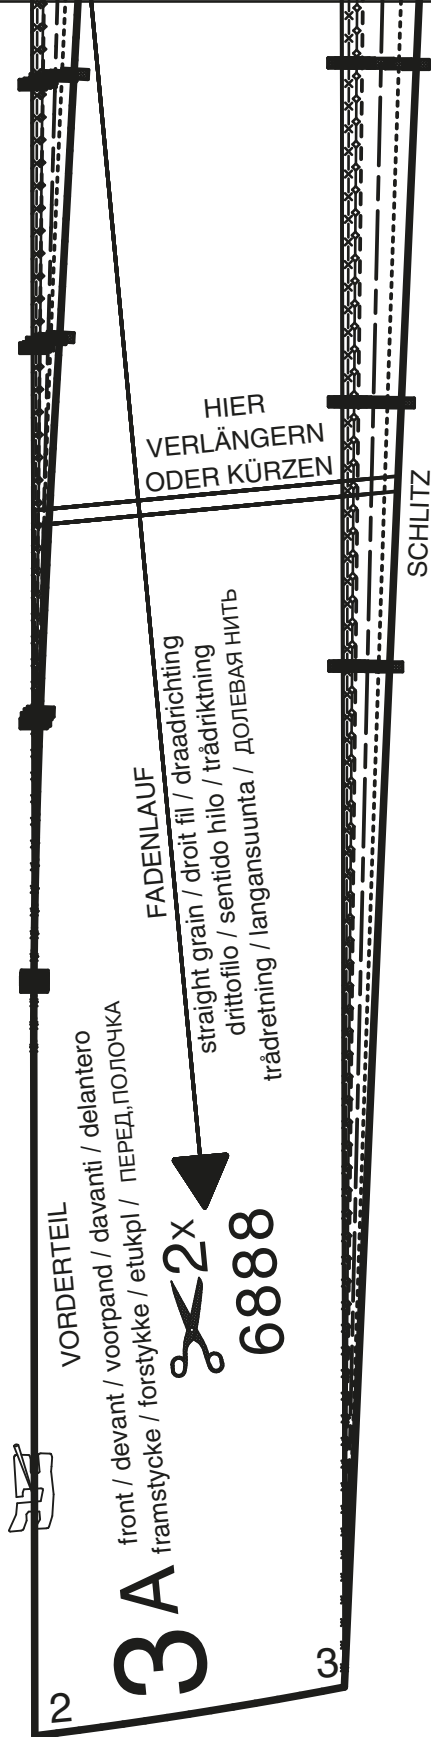 HIER
VERLÄNGERN
ODER KÜRZEN
SCHLITZ
FADENLAUF
straight grain / droit fil / draadrichting
drittofilo / sentido hilo / trådriktning
trådretning / langansuunta / ДОЛЕВАЯ НИТЬ
VORDERTEIL
front / devant / voorpand / davanti / delantero
framstycke / forstykke / etukpl / ПЕРЕД,ПОЛОЧКА
2x
6888
3 A
2
3